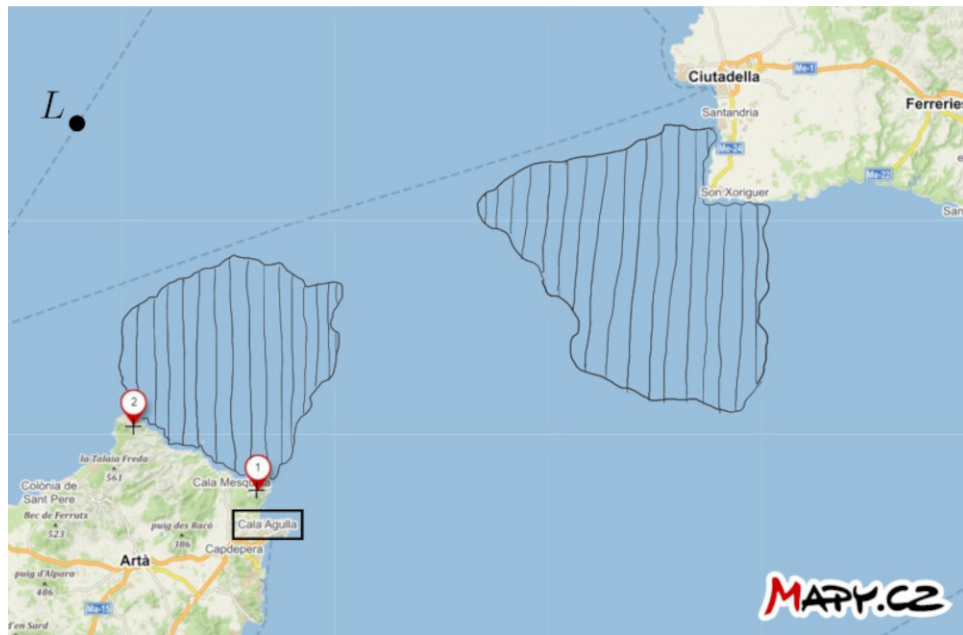 L
Ciutadella
Me-1
Santandria
Ferreries
Me-24
Me-22
Son Xoriguer
San
2
1
la Talaia Freda
561
Cala Mesquida
Colònia de
Sant Pere
Bec de Ferrutx
523
puig des Racó
386
Cala Agulla
Capdepera
Artà
puig d'Alpara
486
Ma-15
d'en Sard
MAPY.CZ